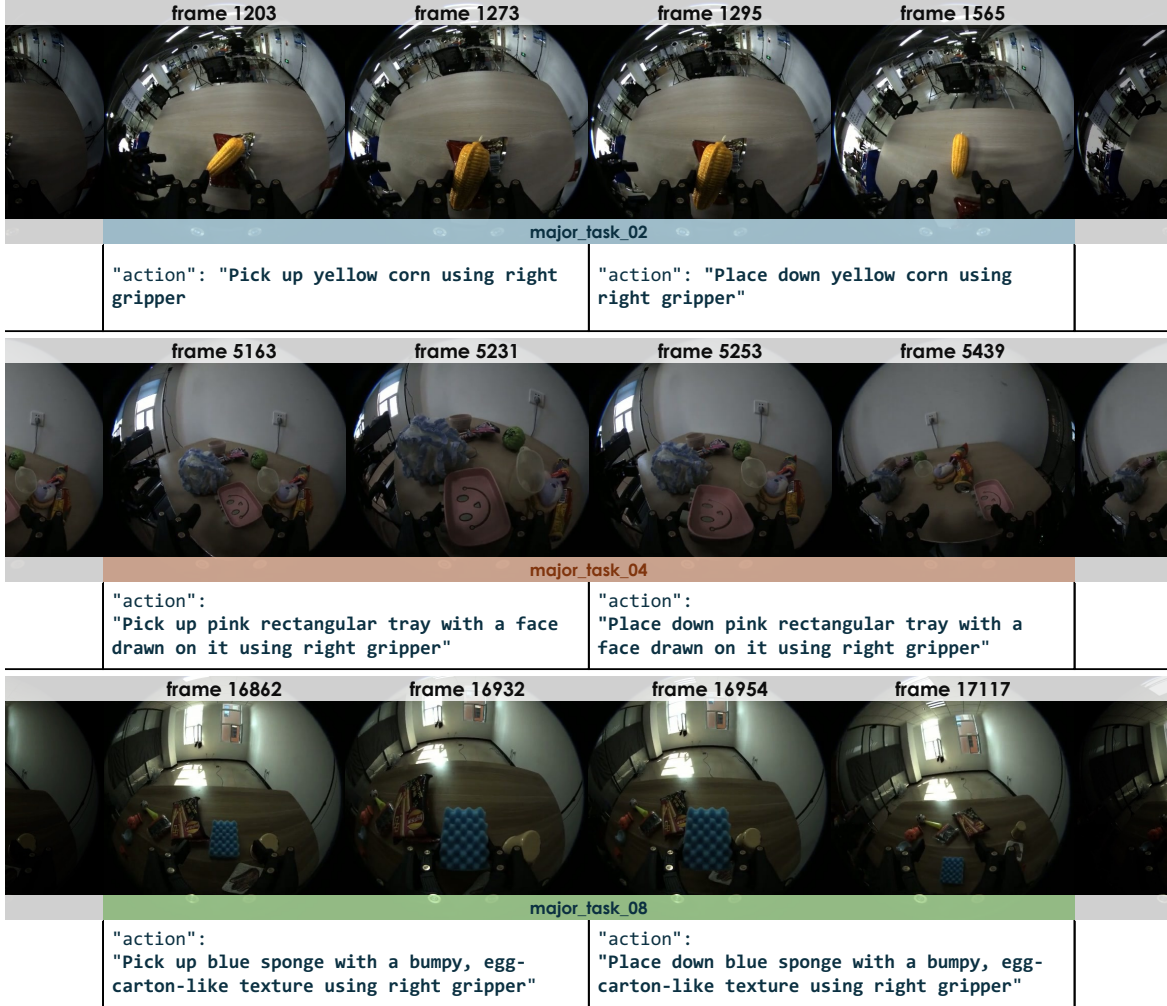 frame 1203 frame 1273 frame 1295 frame 1565
major_task_02
"action": "Pick up yellow corn using right
gripper
"action": "Place down yellow corn using
right gripper"
frame 5163 frame 5231 frame 5253 frame 5439
major_task_04
"action":
"Pick up pink rectangular tray with a face
drawn on it using right gripper"
"action":
"Place down pink rectangular tray with a
face drawn on it using right gripper"
frame 16862 frame 16932 frame 16954 frame 17117
major_task_08
"action":
"Pick up blue sponge with a bumpy, egg-
carton-like texture using right gripper"
"action":
"Place down blue sponge with a bumpy, egg-
carton-like texture using right gripper"